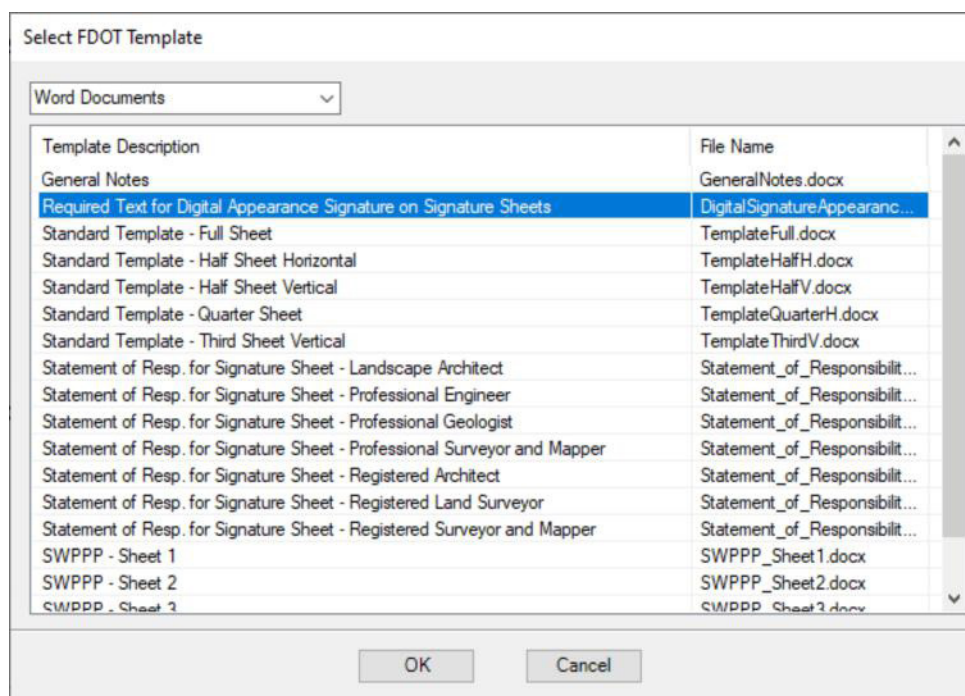 Select FDOT Template
Word Documents
Template Description File Name
General Notes GeneralNotes.docx
Required Text for Digital Appearance Signature on Signature Sheets DigitalSignatureAppearanc...
Standard Template - Full Sheet TemplateFull.docx
Standard Template - Half Sheet Horizontal TemplateHalfH.docx
Standard Template - Half Sheet Vertical TemplateHalfV.docx
Standard Template - Quarter Sheet TemplateQuarterH.docx
Standard Template - Third Sheet Vertical TemplateThirdV.docx
Statement of Resp. for Signature Sheet - Landscape Architect Statement_of_Responsibilit...
Statement of Resp. for Signature Sheet - Professional Engineer Statement_of_Responsibilit...
Statement of Resp. for Signature Sheet - Professional Geologist Statement_of_Responsibilit...
Statement of Resp. for Signature Sheet - Professional Surveyor and Mapper Statement_of_Responsibilit...
Statement of Resp. for Signature Sheet - Registered Architect Statement_of_Responsibilit...
Statement of Resp. for Signature Sheet - Registered Land Surveyor Statement_of_Responsibilit...
Statement of Resp. for Signature Sheet - Registered Surveyor and Mapper Statement_of_Responsibilit...
SWPPP - Sheet 1 SWPPP_Sheet1.docx
SWPPP - Sheet 2 SWPPP_Sheet2.docx
SWPPP - Sheet 3 SWPPP_Sheet3.docx
OK Cancel